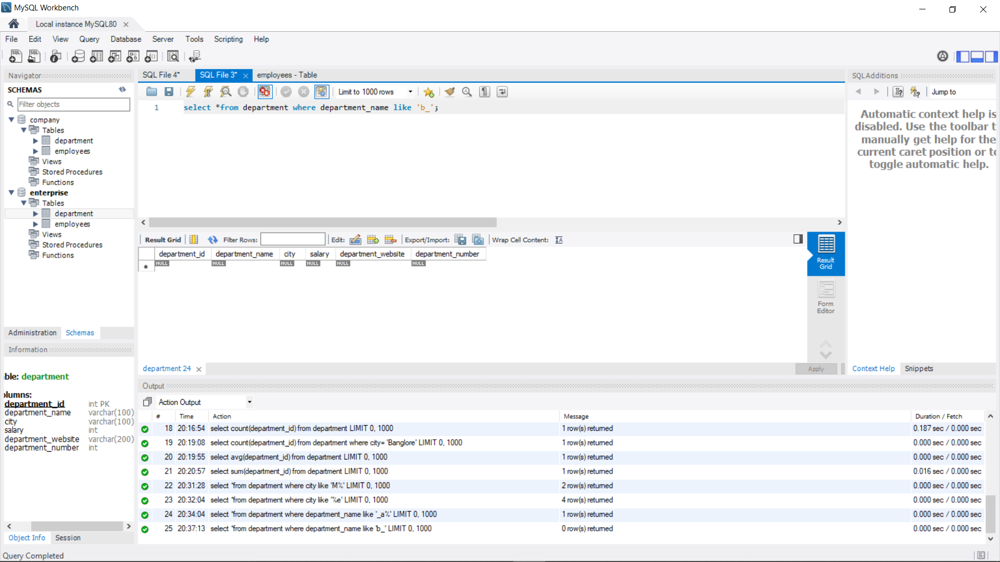 MySQL Workbench
Local instance MySQL80
File Edit View Query Database Server Tools Scripting Help
Navigator
SCHEMAS
Filter objects
company
Tables
department
employees
Views
Stored Procedures
Functions
enterprise
Tables
department
employees
Views
Stored Procedures
Functions
Administration Schemas
Information
ble: department
olumns:
department_id int PK
department_name varchar(100)
city varchar(100)
salary int
department_website varchar(200)
department_number int
Object Info Session
SQL File 4* SQL File 3* employees - Table
Limit to 1000 rows
1 select *from department where department_name like 'b_';
Result Grid Filter Rows: Edit: Export/Import: Wrap Cell Content:
department_id department_name city salary department_website department_number
NULL NULL NULL NULL NULL NULL
Result Grid
Form Editor
department 24
Apply
SQLAdditions
Jump to
Automatic context help is
disabled. Use the toolbar t
manually get help for the
current caret position or to
toggle automatic help.
Context Help Snippets
Output
Action Output
# Time Action Message Duration / Fetch
18 20:16:54 select count(department_id) from department LIMIT 0, 1000 1 row(s) returned 0.187 sec / 0.000 sec
19 20:19:08 select count(department_id) from department where city= 'Banglore' LIMIT 0, 1000 1 row(s) returned 0.000 sec / 0.000 sec
20 20:19:55 select avg(department_id) from department LIMIT 0, 1000 1 row(s) returned 0.000 sec / 0.000 sec
21 20:20:57 select sum(department_id) from department LIMIT 0, 1000 1 row(s) returned 0.016 sec / 0.000 sec
22 20:31:28 select *from department where city like 'M%' LIMIT 0, 1000 2 row(s) returned 0.000 sec / 0.000 sec
23 20:32:04 select *from department where city like '%e' LIMIT 0, 1000 4 row(s) returned 0.000 sec / 0.000 sec
24 20:34:04 select *from department where department_name like '_a%' LIMIT 0, 1000 1 row(s) returned 0.000 sec / 0.000 sec
25 20:37:13 select *from department where department_name like 'b_' LIMIT 0, 1000 0 row(s) returned 0.000 sec / 0.000 sec
Query Completed